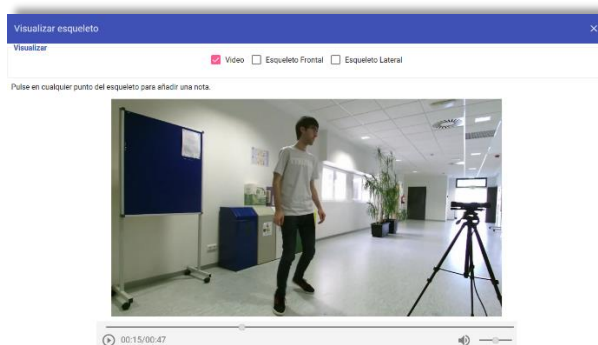 Visualizar esqueleto
Visualizar
Video Esqueleto Frontal Esqueleto Lateral
Pulse en cualquier punto del esqueleto para añadir una nota.
00:15/00:47